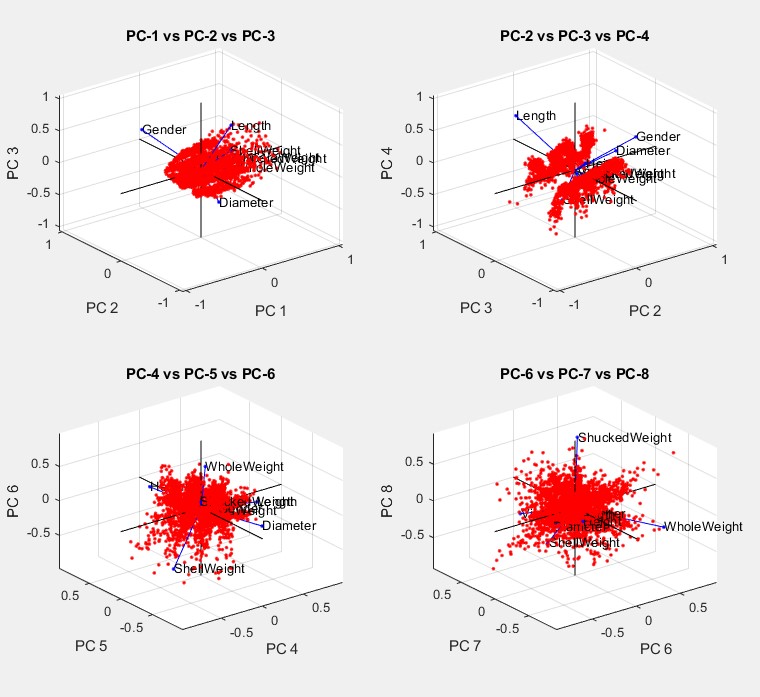 PC-1 vs PC-2 vs PC-3
1
0.5
0
-0.5
-1
PC 3
Gender
Length
Diameter
1
0
-1
PC 2
-1
0
1
PC 1
PC-2 vs PC-3 vs PC-4
1
0.5
0
-0.5
-1
PC 4
Length
Gender
Diameter
ShellWeight
1
0
-1
PC 3
-1
0
1
PC 2
PC-4 vs PC-5 vs PC-6
0.5
0
-0.5
PC 6
WholeWeight
Diameter
ShellWeight
0.5
0
-0.5
PC 5
-0.5
0
0.5
PC 4
PC-6 vs PC-7 vs PC-8
0.5
0
-0.5
PC 8
ShuckedWeight
WholeWeight
ShellWeight
0.5
0
-0.5
PC 7
-0.5
0
0.5
PC 6